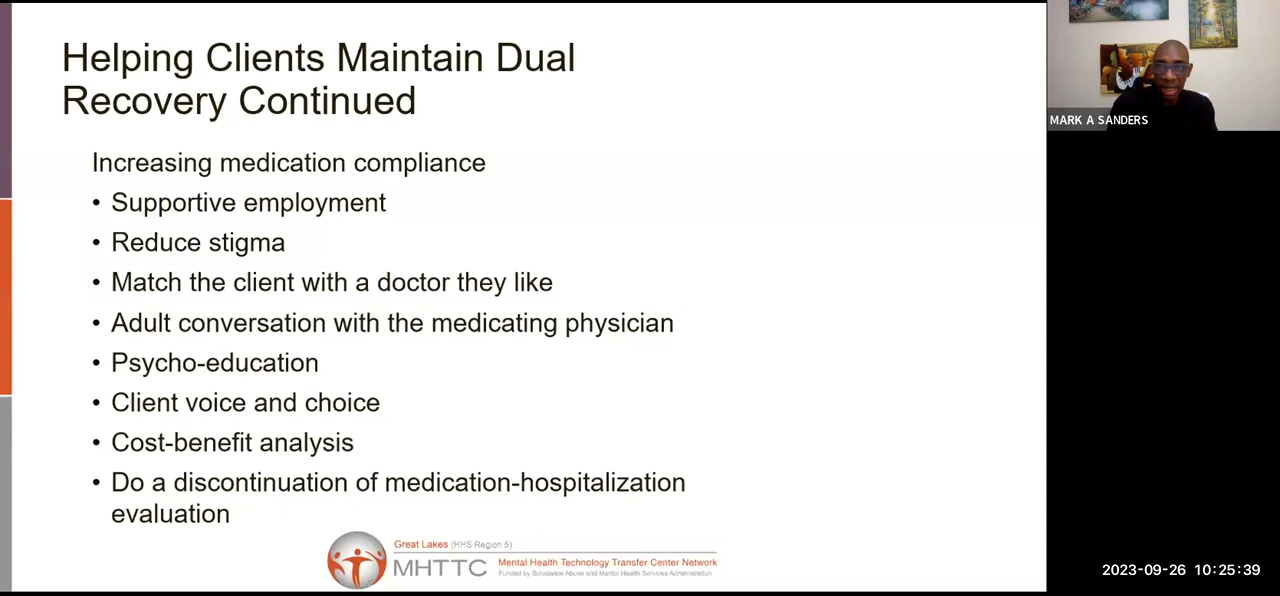 Helping Clients Maintain Dual
Recovery Continued
Increasing medication compliance
• Supportive employment
• Reduce stigma
• Match the client with a doctor they like
• Adult conversation with the medicating physician
• Psycho-education
• Client voice and choice
• Cost-benefit analysis
• Do a discontinuation of medication-hospitalization
evaluation
Great Lakes (HHS Region 5)
MHTTC
Mental Health Technology Transfer Center Network
Funded by Substance Abuse and Mental Health Services Administration
MARK A SANDERS
2023-09-26 10:25:39